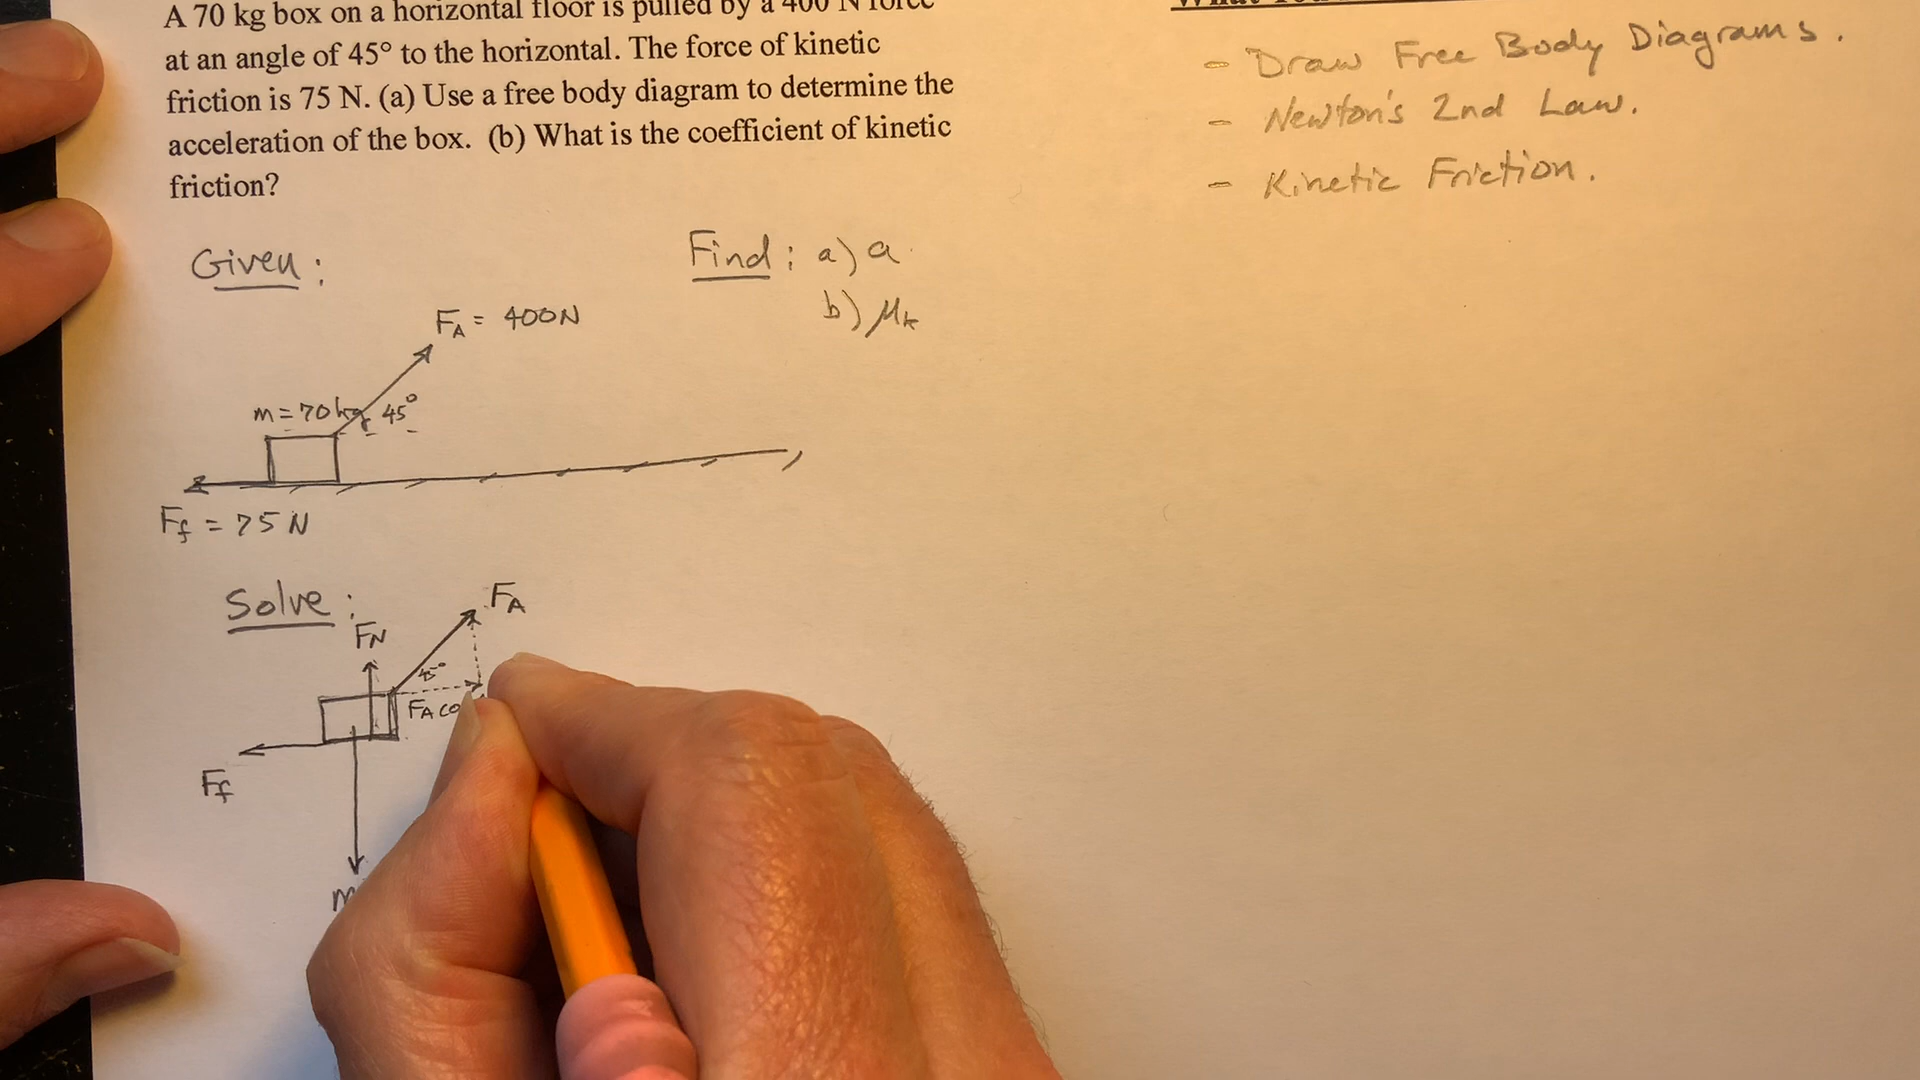 A 70 kg box on a horizontal floor is pulled by a 400 N force
at an angle of 45° to the horizontal. The force of kinetic
friction is 75 N. (a) Use a free body diagram to determine the
acceleration of the box. (b) What is the coefficient of kinetic
friction?
- Draw Free Body Diagrams.
- Newton's 2nd Law.
- Kinetic Friction.
Given:
Find: a) a
b) μk
FA = 400N
m = 70 kg
45°
Ff = 75 N
Solve:
FN
FA
45°
FA co
Ff
m